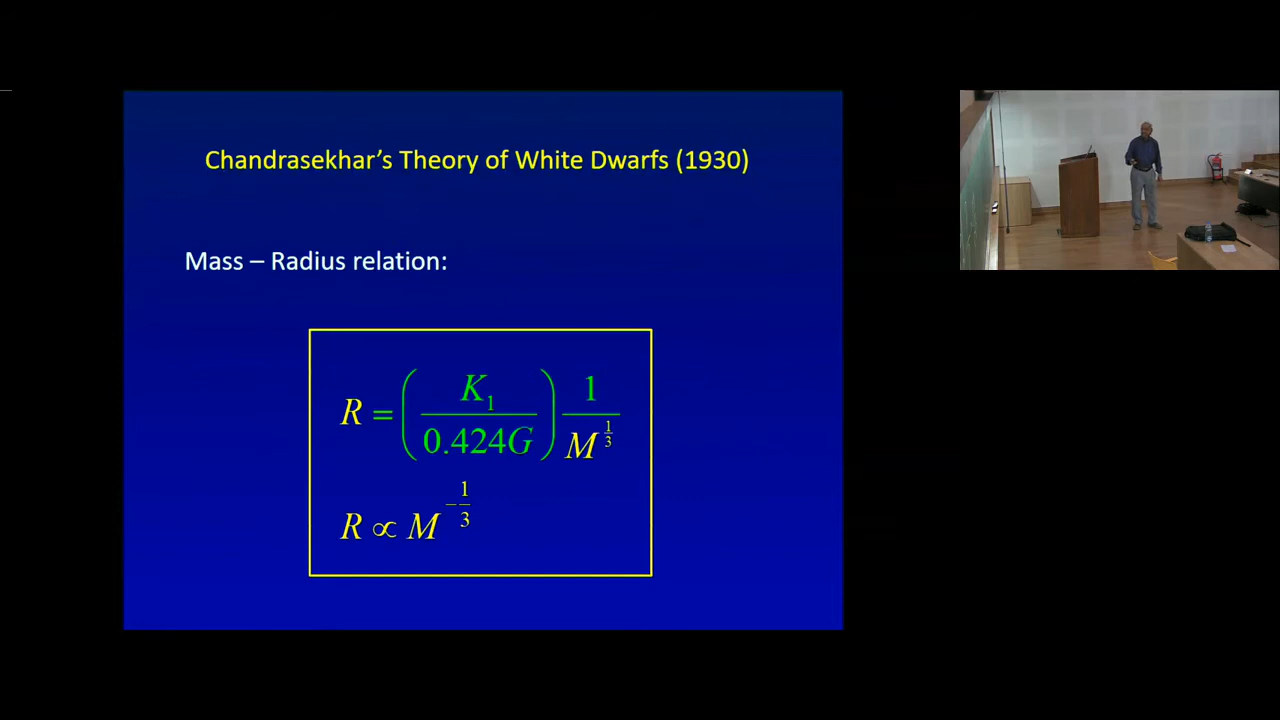 Chandrasekhar's Theory of White Dwarfs (1930)
Mass – Radius relation:
R = (K₁ / 0.424G) 1 / M^(1/3)
R ∝ M^(-1/3)